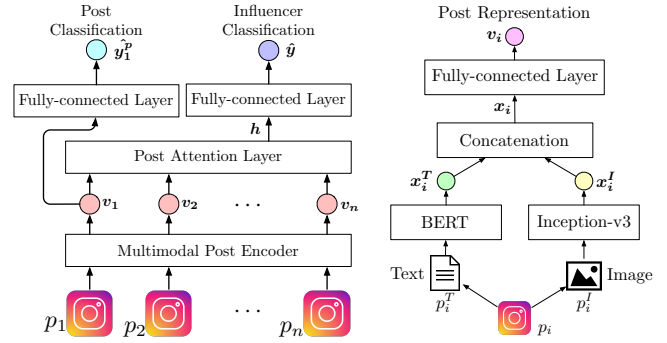 Post
Classification
ŷ₁ᵖ
Influencer
Classification
ŷ
Fully-connected Layer
Fully-connected Layer
h
Post Attention Layer
v₁
v₂
· · ·
vₙ
Multimodal Post Encoder
p₁
p₂
· · ·
pₙ
Post Representation
vᵢ
Fully-connected Layer
xᵢ
Concatenation
xᵢᵀ
xᵢᴵ
BERT
Inception-v3
Text
Image
pᵢᵀ
pᵢᴵ
pᵢ